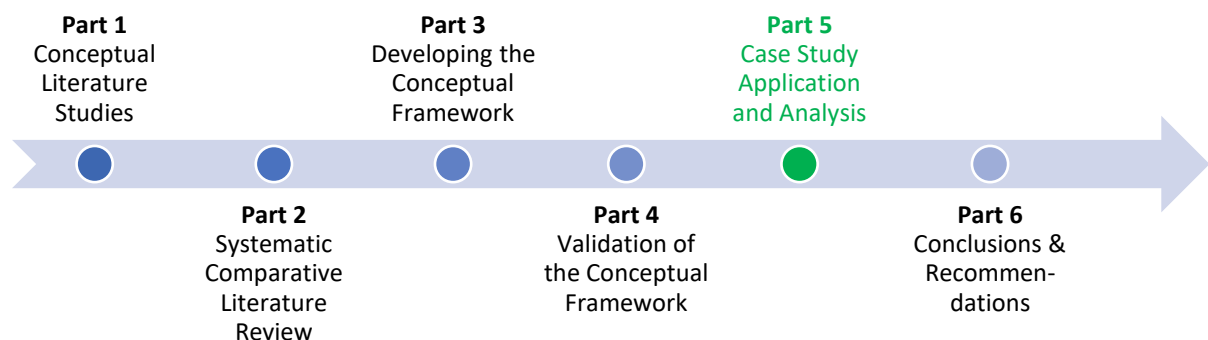 Part 1
Conceptual
Literature
Studies
Part 2
Systematic
Comparative
Literature
Review
Part 3
Developing the
Conceptual
Framework
Part 4
Validation of
the Conceptual
Framework
Part 5
Case Study
Application
and Analysis
Part 6
Conclusions &
Recommen-
dations